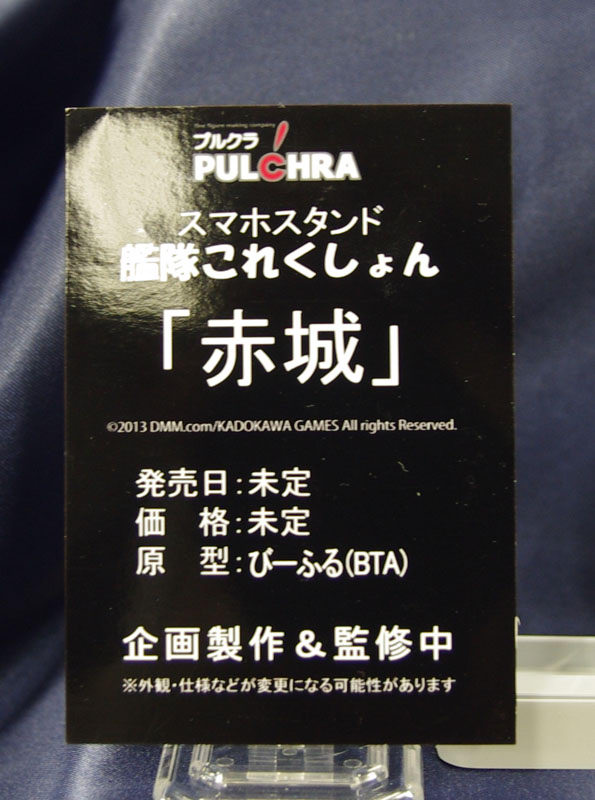 One figure making company
プルクラ
PULCHRA
スマホスタンド
艦隊これくしょん
「赤城」
©2013 DMM.com/KADOKAWA GAMES All rights Reserved.
発売日:未定
価　格:未定
原　型:びーふる(BTA)
企画製作&監修中
※外観・仕様などが変更になる可能性があります